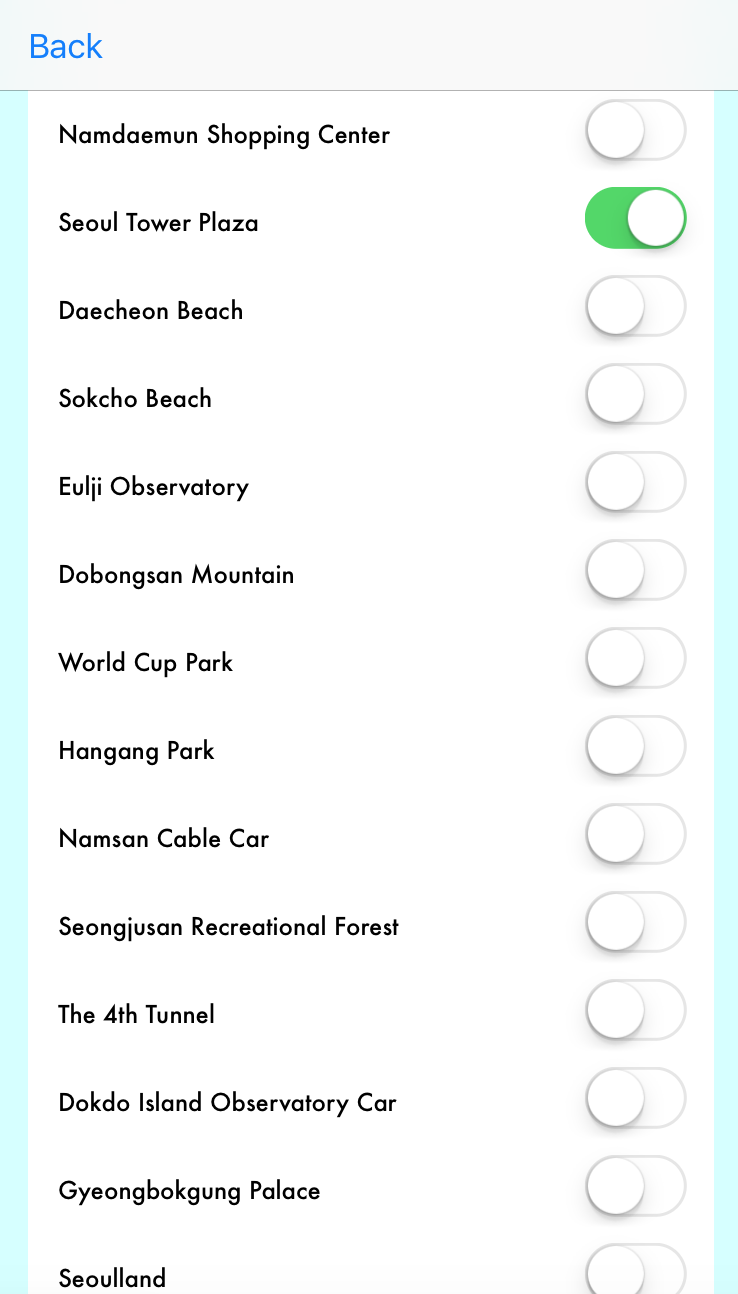 Back
Namdaemun Shopping Center
Seoul Tower Plaza
Daecheon Beach
Sokcho Beach
Eulji Observatory
Dobongsan Mountain
World Cup Park
Hangang Park
Namsan Cable Car
Seongjusan Recreational Forest
The 4th Tunnel
Dokdo Island Observatory Car
Gyeongbokgung Palace
Seoulland